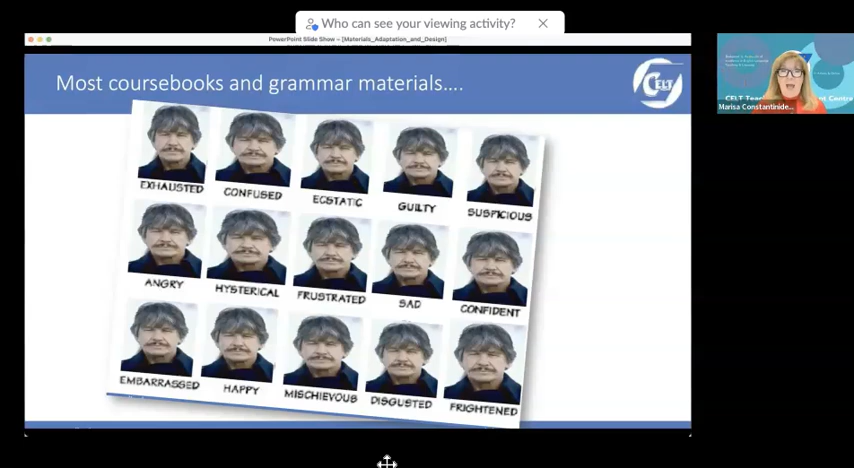 Who can see your viewing activity?
PowerPoint Slide Show - [Materials_Adaptation_and_Design]
Most coursebooks and grammar materials....
CELT
EXHAUSTED CONFUSED ECSTATIC GUILTY SUSPICIOUS
ANGRY HYSTERICAL FRUSTRATED SAD CONFIDENT
EMBARRASSED HAPPY MISCHIEVOUS DISGUSTED FRIGHTENED
CELT
Marisa Constantinide...